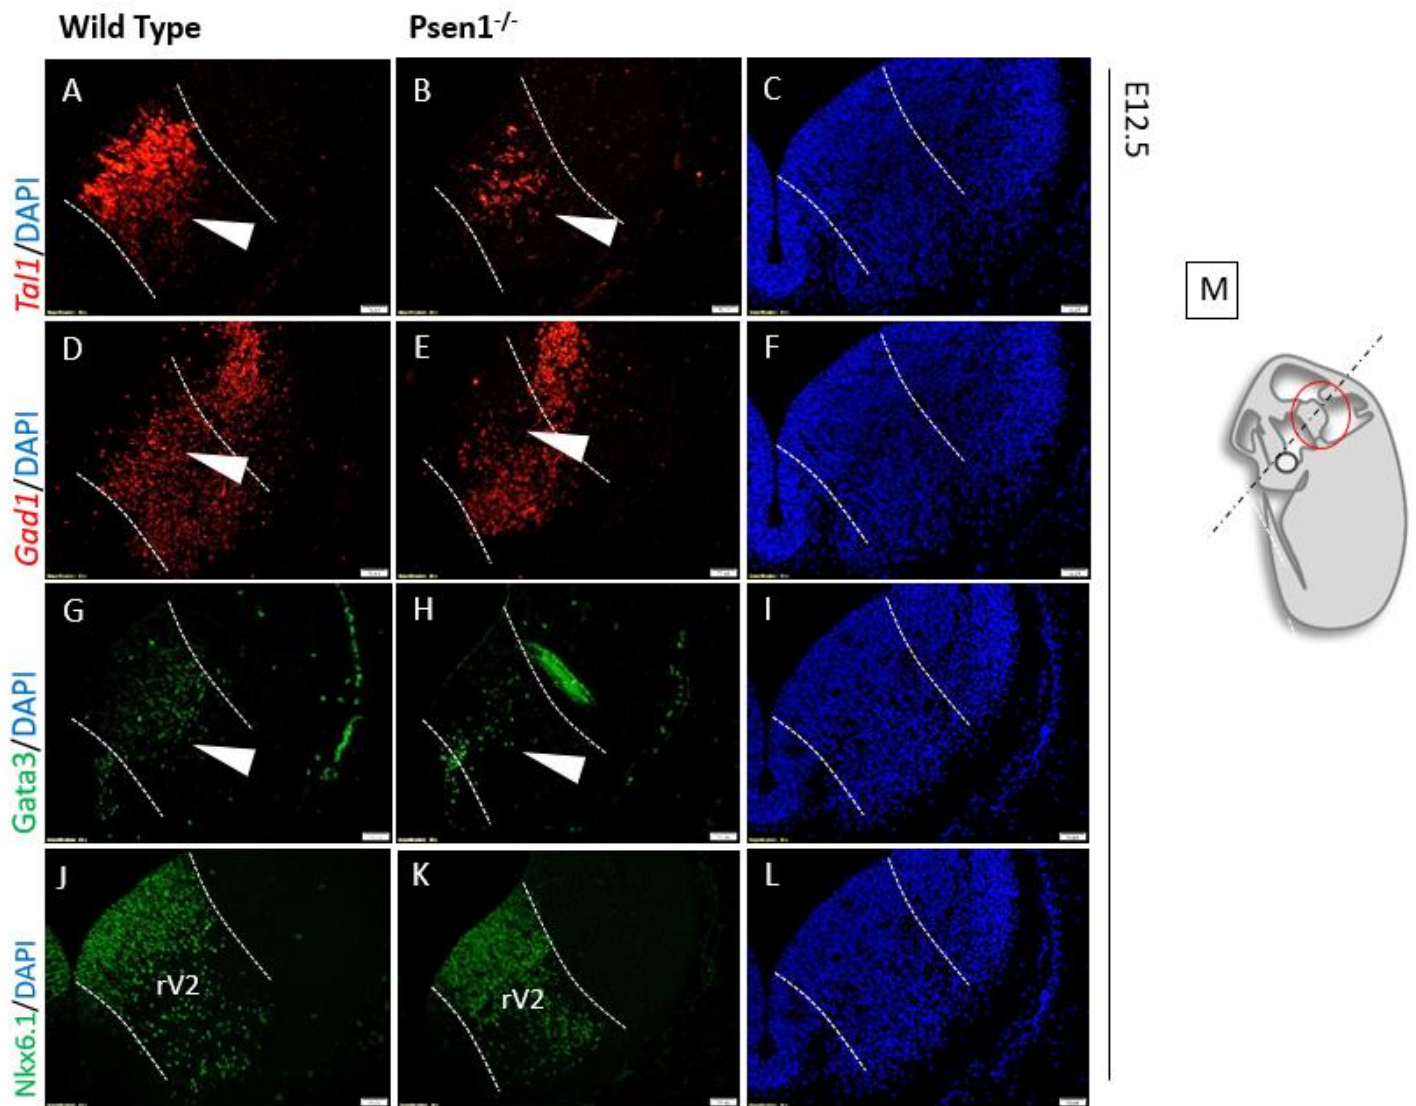 Wild Type Psen1-/-
A B C
Tal1/DAPI
E12.5
M
D E F
Gad1/DAPI
G H I
Gata3/DAPI
J K L
rV2 rV2
Nkx6.1/DAPI